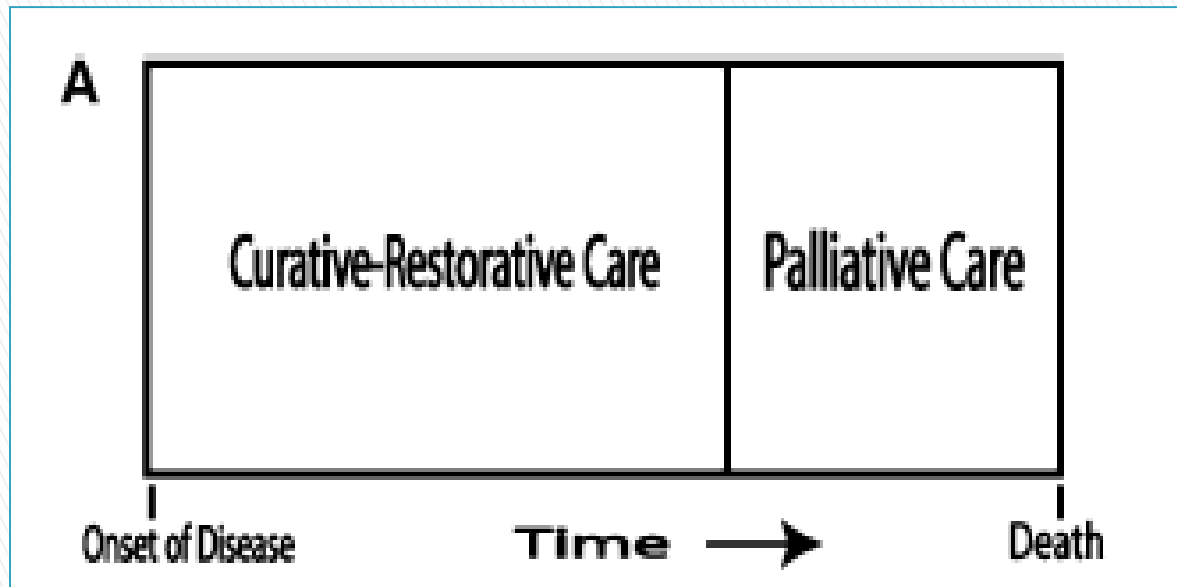 A
Curative-Restorative Care
Palliative Care
Onset of Disease
Time
Death